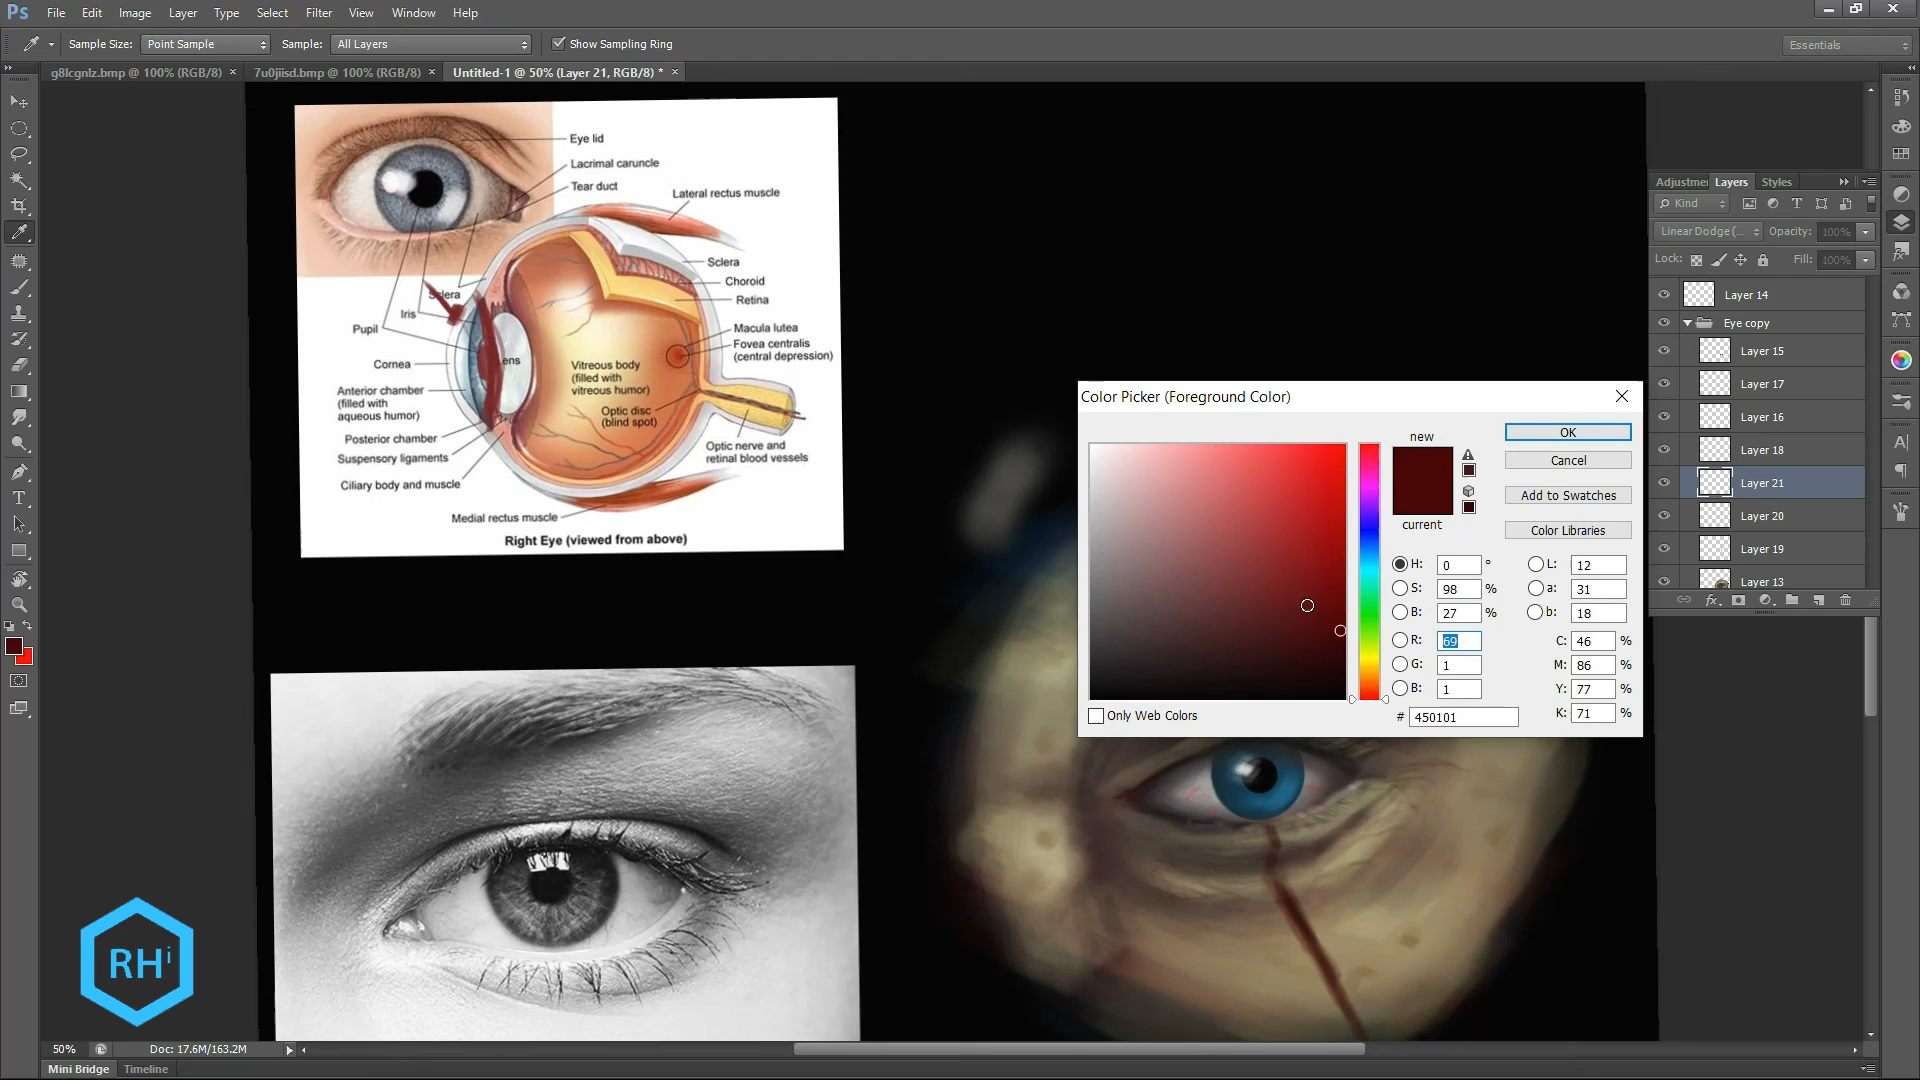 Ps File Edit Image Layer Type Select Filter View Window Help
Sample Size: Point Sample Sample: All Layers Show Sampling Ring Essentials
g8lcgnlz.bmp @ 100% (RGB/8) × 7u0jiisd.bmp @ 100% (RGB/8) × Untitled-1 @ 50% (Layer 21, RGB/8) * ×
Eye lid
Lacrimal caruncle
Tear duct
Lateral rectus muscle
Sclera
Choroid
Retina
Macula lutea
Fovea centralis
(central depression)
Sclera
Iris
Pupil
Cornea
Anterior chamber
(filled with
aqueous humor)
Posterior chamber
Suspensory ligaments
Ciliary body and muscle
ens
Vitreous body
(filled with
vitreous humor)
Optic disc
(blind spot)
Optic nerve and
retinal blood vessels
Medial rectus muscle
Right Eye (viewed from above)
Color Picker (Foreground Color)
new
current
OK
Cancel
Add to Swatches
Color Libraries
H: 0 ° L: 12
S: 98 % a: 31
B: 27 % b: 18
R: 69 C: 46 %
G: 1 M: 86 %
B: 1 Y: 77 %
# 450101 K: 71 %
Only Web Colors
Adjustmer Layers Styles
Kind
Linear Dodge (... Opacity: 100%
Lock: Fill: 100%
Layer 14
Eye copy
Layer 15
Layer 17
Layer 16
Layer 18
Layer 21
Layer 20
Layer 19
Layer 13
RHi
50% Doc: 17.6M/163.2M
Mini Bridge Timeline